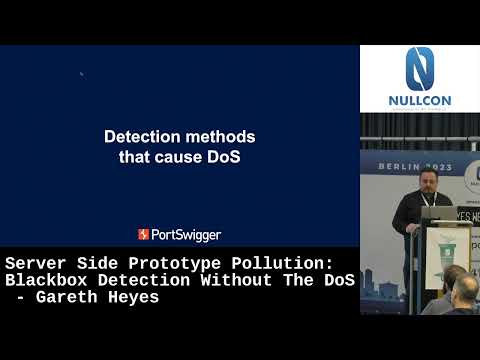 Detection methods
that cause DoS
PortSwigger
NULLCON
BERLIN 2023
Server Side Prototype Pollution:
Blackbox Detection Without The DoS
- Gareth Heyes